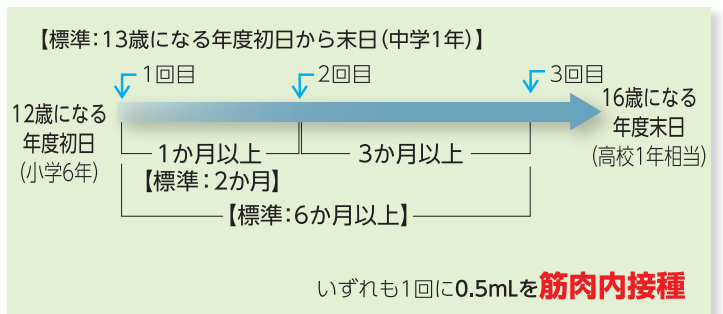 【標準：13歳になる年度初日から末日（中学1年）】
1回目
2回目
3回目
12歳になる
年度初日
（小学6年）
16歳になる
年度末日
（高校1年相当）
1か月以上
3か月以上
【標準：2か月】
【標準：6か月以上】
いずれも1回に0.5mLを筋肉内接種